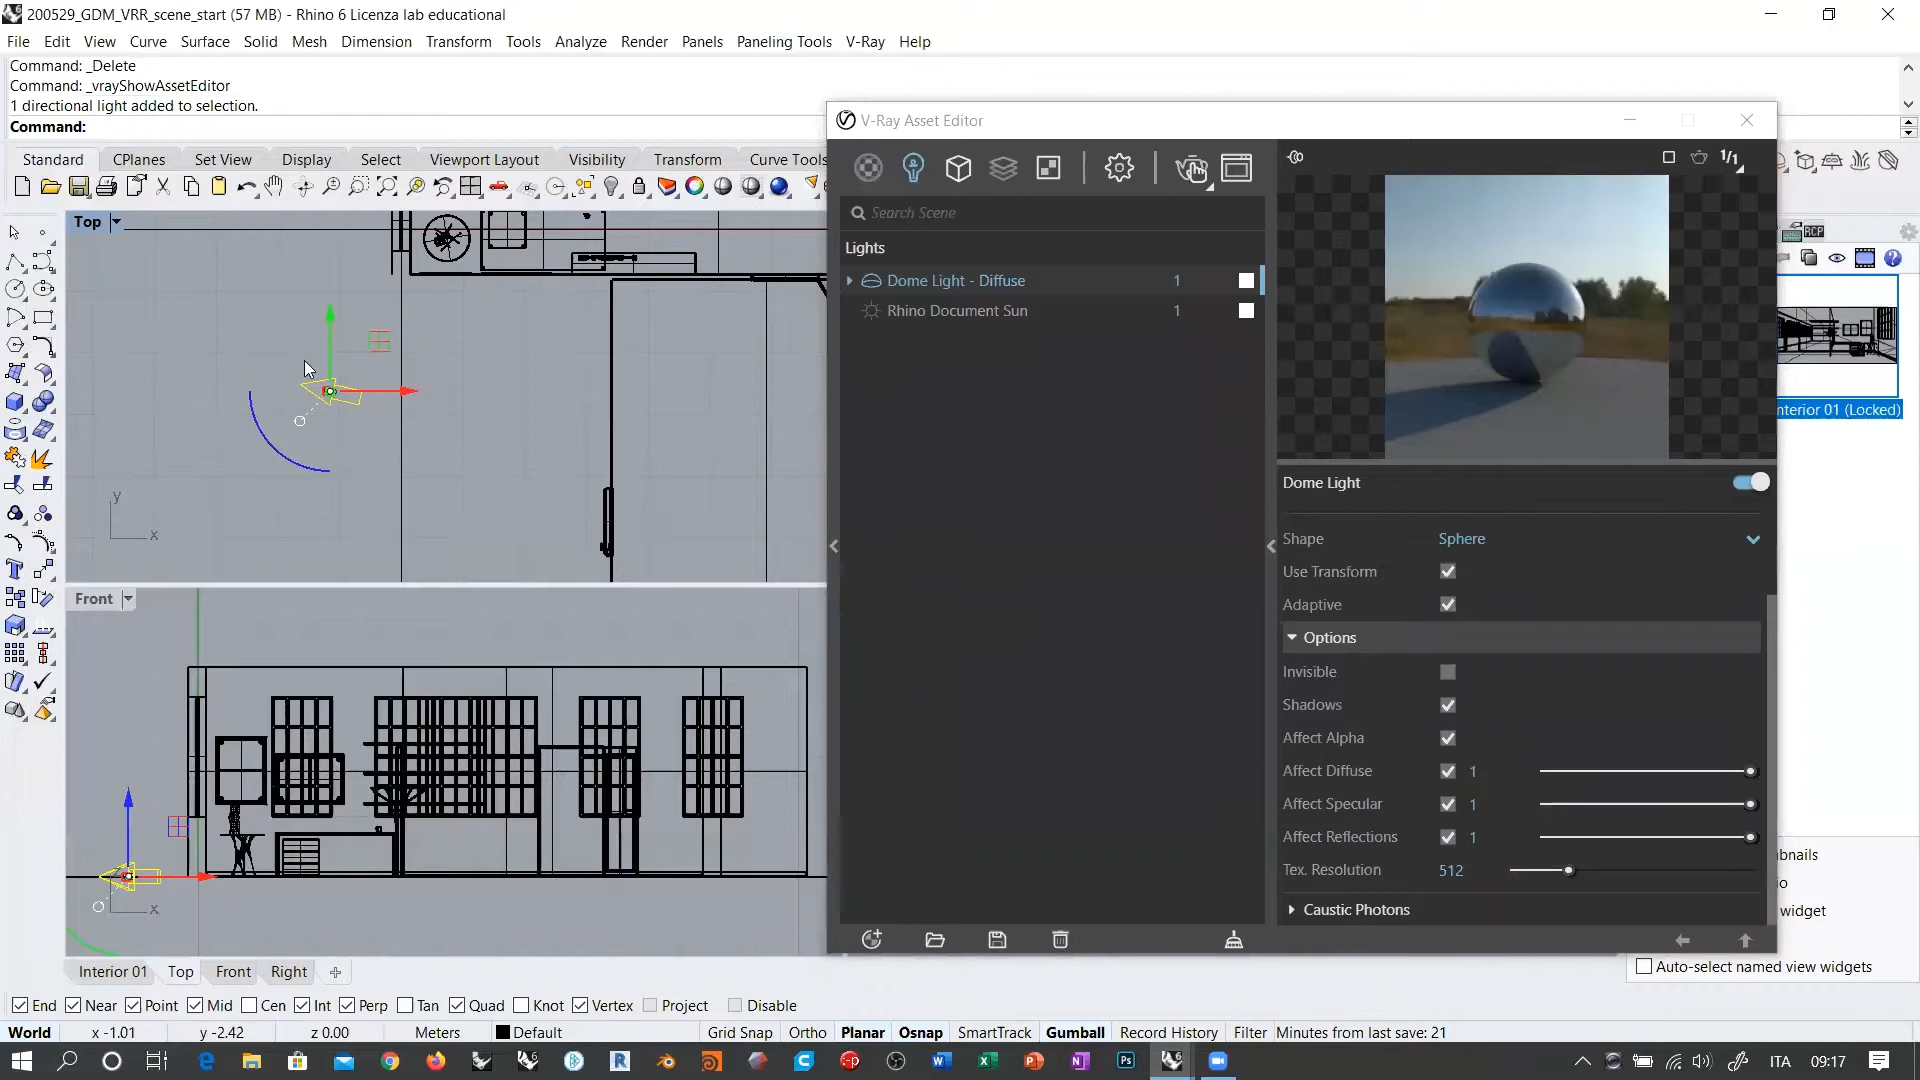 200529_GDM_VRR_scene_start (57 MB) - Rhino 6 Licenza lab educational
File Edit View Curve Surface Solid Mesh Dimension Transform Tools Analyze Render Panels Paneling Tools V-Ray Help
Command: _Delete
Command: _vrayShowAssetEditor
1 directional light added to selection.
Command:
Standard CPlanes Set View Display Select Viewport Layout Visibility Transform Curve Tools
V-Ray Asset Editor
1/1
Search Scene
Lights
Dome Light - Diffuse 1
Rhino Document Sun 1
Dome Light
Shape Sphere
Use Transform
Adaptive
Options
Invisible
Shadows
Affect Alpha
Affect Diffuse 1
Affect Specular 1
Affect Reflections 1
Tex. Resolution 512
Caustic Photons
RCP
nterior 01 (Locked)
widget
Auto-select named view widgets
Top
y
x
Front
x
Interior 01 Top Front Right
End Near Point Mid Cen Int Perp Tan Quad Knot Vertex Project Disable
World x -1.01 y -2.42 z 0.00 Meters Default Grid Snap Ortho Planar Osnap SmartTrack Gumball Record History Filter Minutes from last save: 21
ITA 09:17